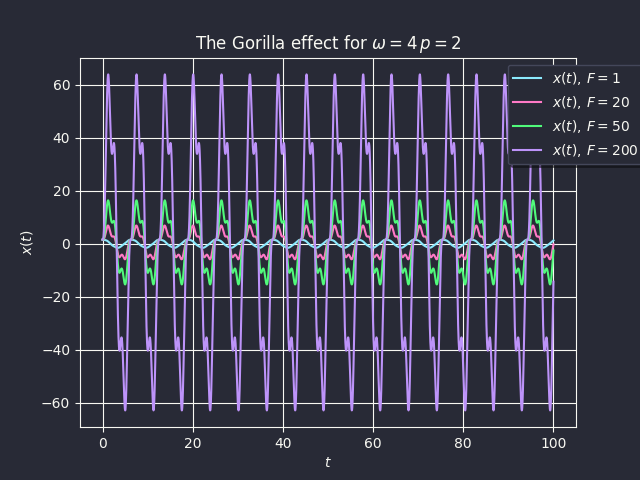 The Gorilla effect for ω = 4 p = 2
x(t), F = 1
x(t), F = 20
x(t), F = 50
x(t), F = 200
x(t)
60
40
20
0
−20
−40
−60
0 20 40 60 80 100
t